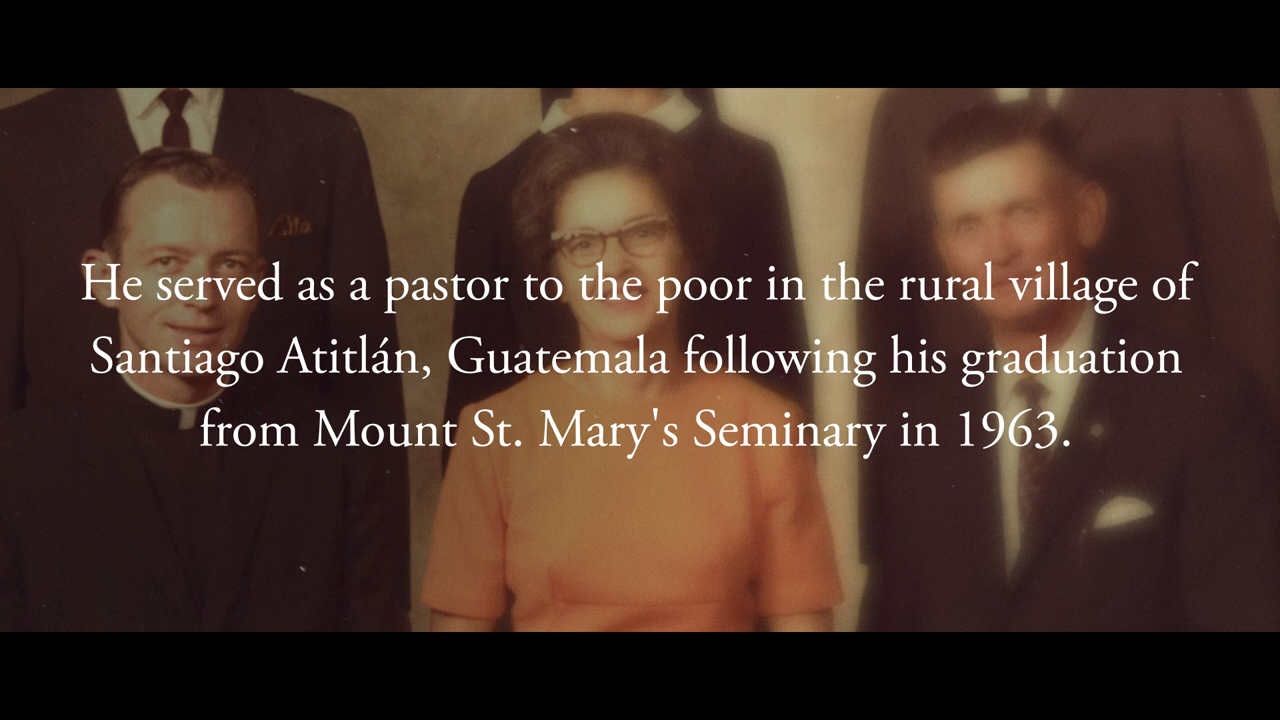 He served as a pastor to the poor in the rural village of
Santiago Atitlán, Guatemala following his graduation
from Mount St. Mary's Seminary in 1963.